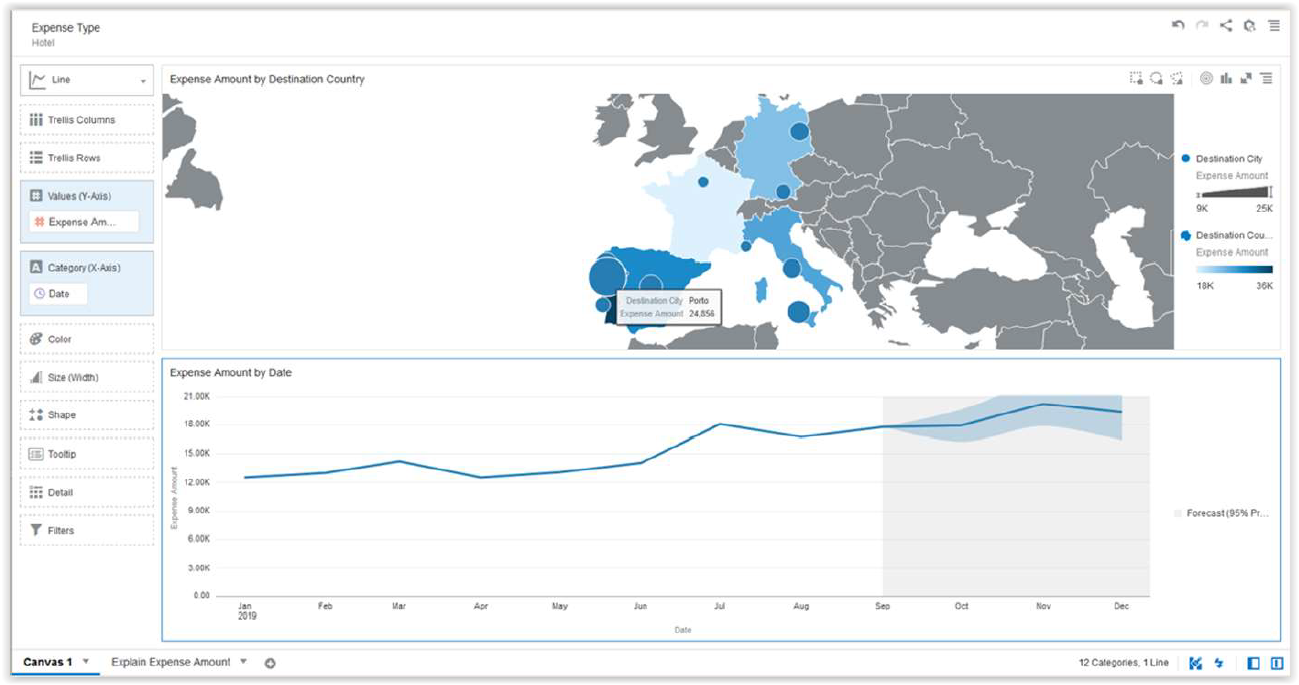 Expense Type
Hotel
Line
Trellis Columns
Trellis Rows
Values (Y-Axis)
Expense Am...
Category (X-Axis)
Date
Color
Size (Width)
Shape
Tooltip
Detail
Filters
Expense Amount by Destination Country
Destination City Porto
Expense Amount 24,856
Destination City
Expense Amount
9K 25K
Destination Cou...
Expense Amount
18K 36K
Expense Amount by Date
Expense Amount
21.00K
18.00K
15.00K
12.00K
9.00K
6.00K
3.00K
0.00
Jan Feb Mar Apr May Jun Jul Aug Sep Oct Nov Dec
2019
Date
Forecast (95% Pr...
Canvas 1 Explain Expense Amount
12 Categories, 1 Line